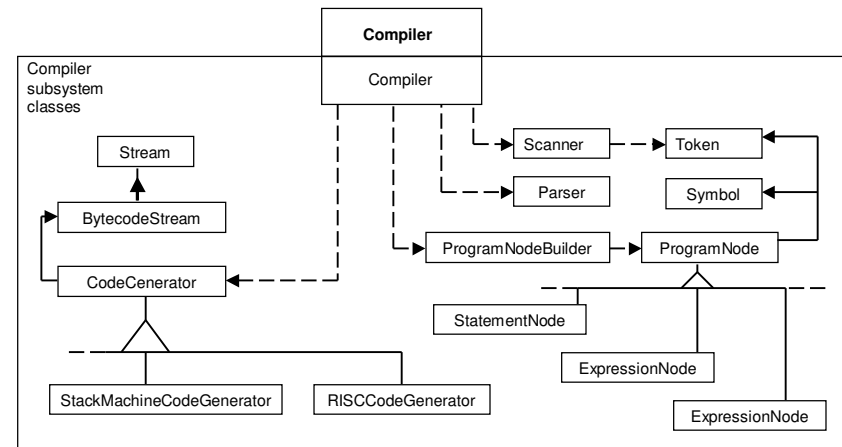 Compiler
Compiler
subsystem
classes
Compiler
Stream
Scanner
Token
BytecodeStream
Parser
Symbol
ProgramNodeBuilder
ProgramNode
CodeCenerator
StatementNode
ExpressionNode
StackMachineCodeGenerator
RISCCodeGenerator
ExpressionNode